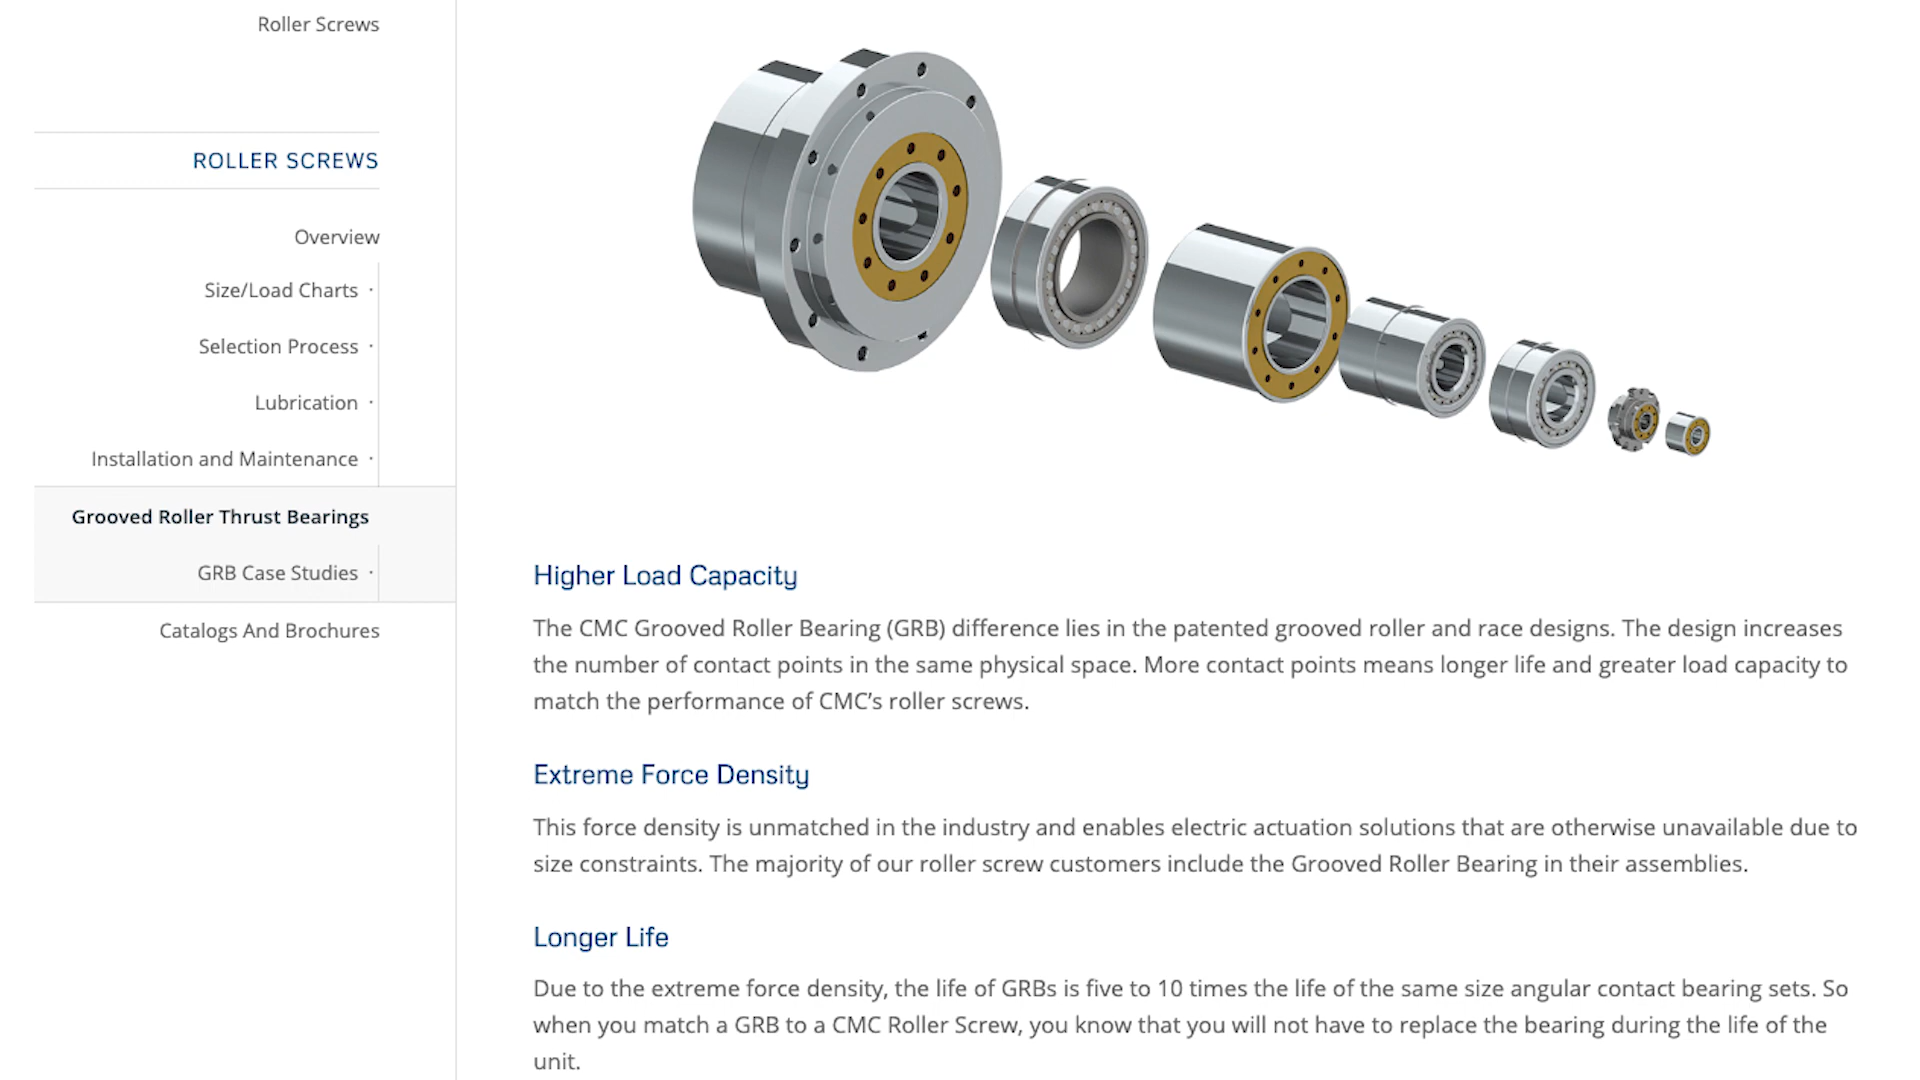 Roller Screws
ROLLER SCREWS
Overview
Size/Load Charts ·
Selection Process ·
Lubrication ·
Installation and Maintenance ·
Grooved Roller Thrust Bearings
GRB Case Studies ·
Catalogs And Brochures
Higher Load Capacity
The CMC Grooved Roller Bearing (GRB) difference lies in the patented grooved roller and race designs. The design increases
the number of contact points in the same physical space. More contact points means longer life and greater load capacity to
match the performance of CMC’s roller screws.
Extreme Force Density
This force density is unmatched in the industry and enables electric actuation solutions that are otherwise unavailable due to
size constraints. The majority of our roller screw customers include the Grooved Roller Bearing in their assemblies.
Longer Life
Due to the extreme force density, the life of GRBs is five to 10 times the life of the same size angular contact bearing sets. So
when you match a GRB to a CMC Roller Screw, you know that you will not have to replace the bearing during the life of the
unit.